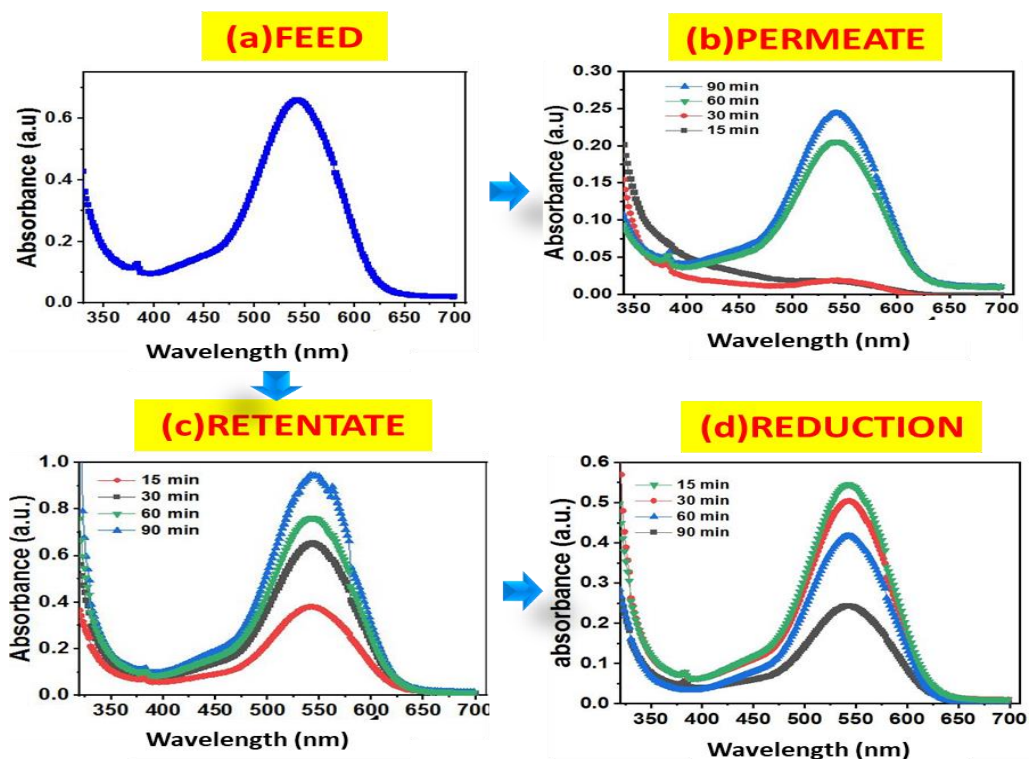 (a)FEED
Absorbance (a.u)
0.6
0.4
0.2
0.0
350 400 450 500 550 600 650 700
Wavelength (nm)
(b)PERMEATE
Absorbance (a.u)
0.30
0.25
0.20
0.15
0.10
0.05
0.00
90 min
60 min
30 min
15 min
350 400 450 500 550 600 650 700
Wavelength (nm)
(c)RETENTATE
Absorbance (a.u.)
1.0
0.8
0.6
0.4
0.2
0.0
15 min
30 min
60 min
90 min
350 400 450 500 550 600 650 700
Wavelength (nm)
(d)REDUCTION
absorbance (a.u.)
0.6
0.5
0.4
0.3
0.2
0.1
0.0
15 min
30 min
60 min
90 min
350 400 450 500 550 600 650 700
Wavelength (nm)